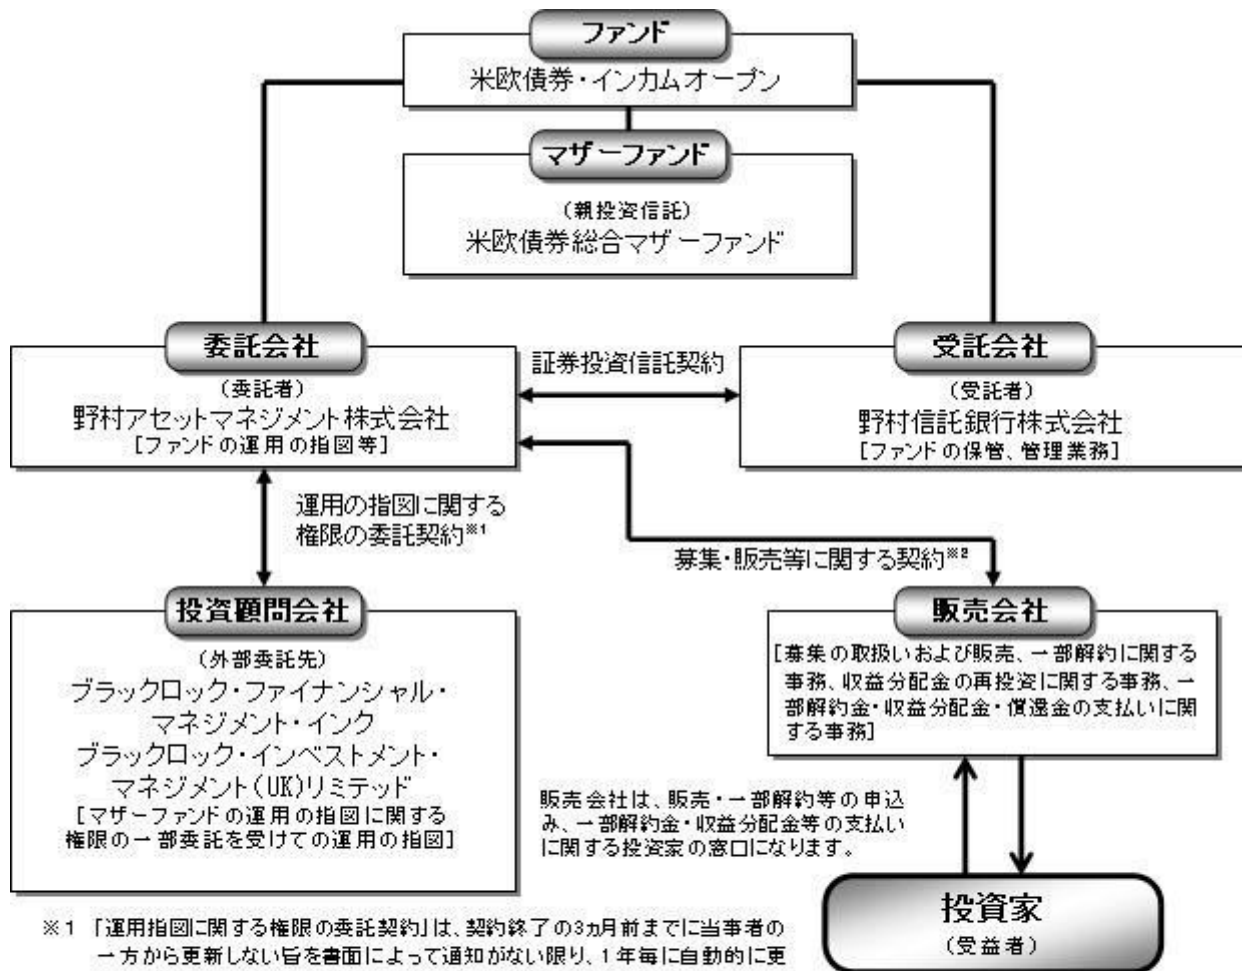 ファンド
米欧債券・インカムオープン
マザーファンド
（親投資信託）
米欧債券総合マザーファンド
委託会社
（委託者）
野村アセットマネジメント株式会社
［ファンドの運用の指図等］
証券投資信託契約
受託会社
（受託者）
野村信託銀行株式会社
［ファンドの保管、管理業務］
運用の指図に関する
権限の委託契約※1
募集・販売等に関する契約※2
投資顧問会社
（外部委託先）
ブラックロック・ファイナンシャル・
マネジメント・インク
ブラックロック・インベストメント・
マネジメント（UK）リミテッド
［マザーファンドの運用の指図に関する
権限の一部委託を受けての運用の指図］
販売会社
［募集の取扱いおよび販売、一部解約に関する
事務、収益分配金の再投資に関する事務、一
部解約金・収益分配金・償還金の支払いに関
する事務］
販売会社は、販売・一部解約等の申込
み、一部解約金・収益分配金等の支払い
に関する投資家の窓口になります。
投資家
（受益者）
※1 「運用指図に関する権限の委託契約」は、契約終了の3ヵ月前までに当事者の
一方から更新しない旨を書面によって通知がない限り、1年毎に自動的に更